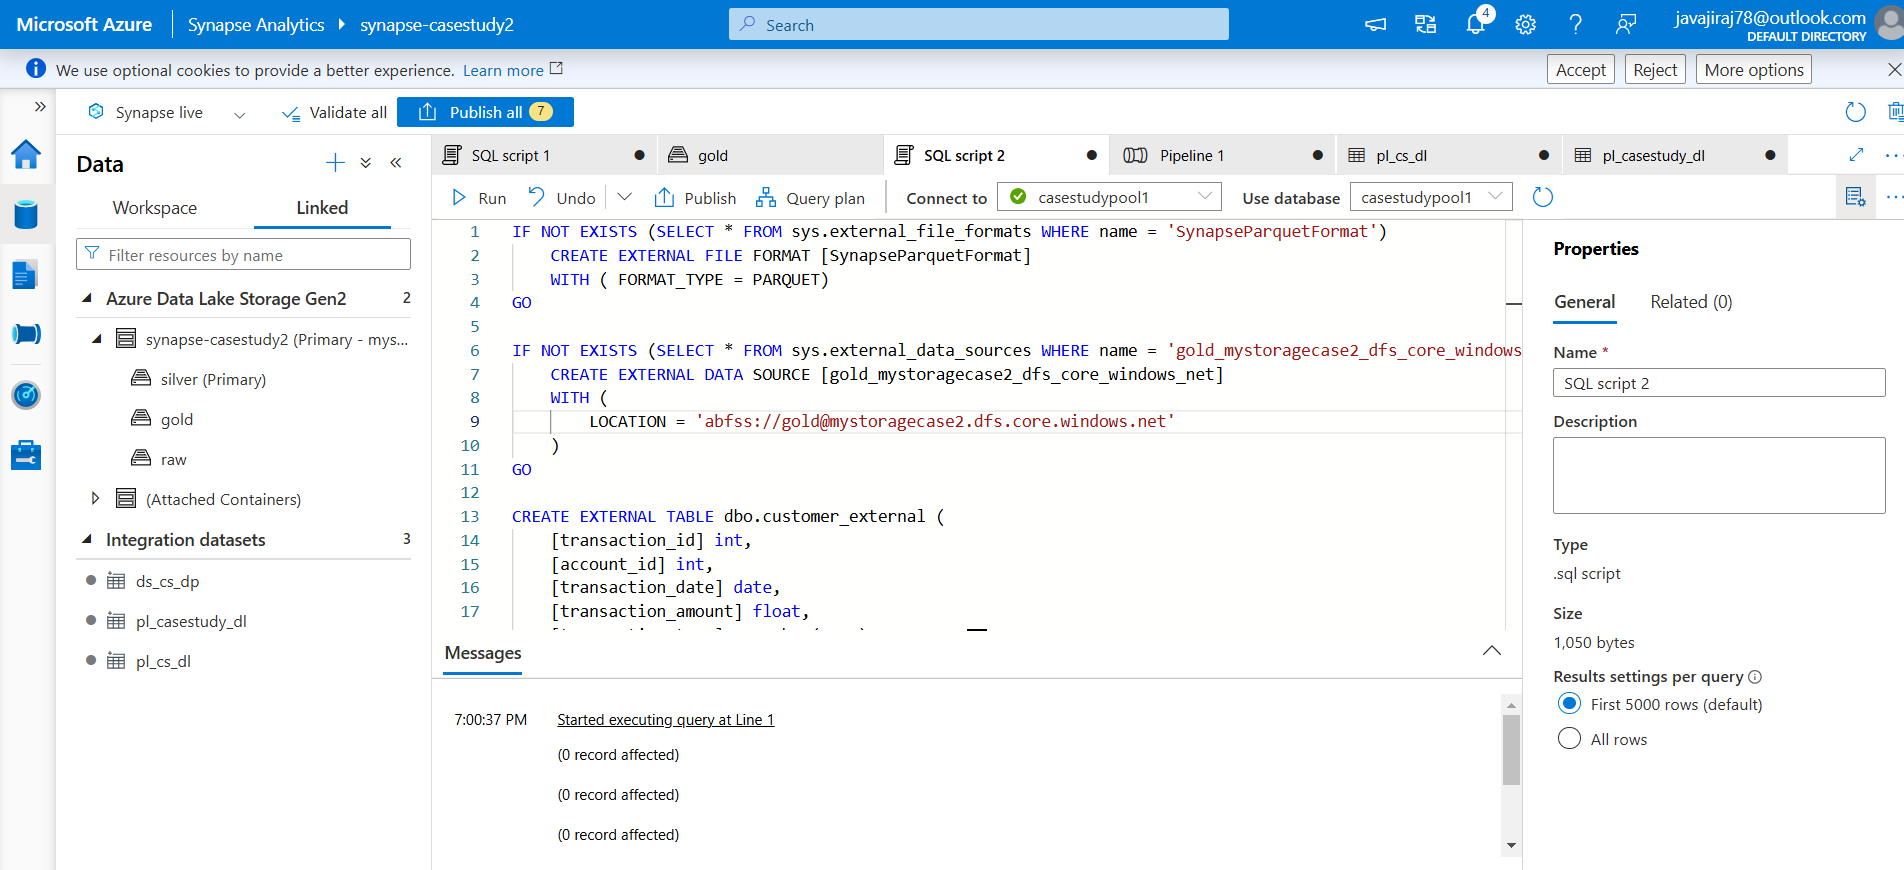 Microsoft Azure
Synapse Analytics
synapse-casestudy2
Search
4
javajiraj78@outlook.com
DEFAULT DIRECTORY
We use optional cookies to provide a better experience. Learn more
Accept
Reject
More options
Synapse live
Validate all
Publish all 7
Data
Workspace
Linked
Filter resources by name
Azure Data Lake Storage Gen2 2
synapse-casestudy2 (Primary - mys...
silver (Primary)
gold
raw
(Attached Containers)
Integration datasets 3
ds_cs_dp
pl_casestudy_dl
pl_cs_dl
SQL script 1
gold
SQL script 2
Pipeline 1
pl_cs_dl
pl_casestudy_dl
Run
Undo
Publish
Query plan
Connect to
casestudypool1
Use database
casestudypool1
1 IF NOT EXISTS (SELECT * FROM sys.external_file_formats WHERE name = 'SynapseParquetFormat')
2 CREATE EXTERNAL FILE FORMAT [SynapseParquetFormat]
3 WITH ( FORMAT_TYPE = PARQUET)
4 GO
5
6 IF NOT EXISTS (SELECT * FROM sys.external_data_sources WHERE name = 'gold_mystoragecase2_dfs_core_windows
7 CREATE EXTERNAL DATA SOURCE [gold_mystoragecase2_dfs_core_windows_net]
8 WITH (
9 LOCATION = 'abfss://gold@mystoragecase2.dfs.core.windows.net'
10 )
11 GO
12
13 CREATE EXTERNAL TABLE dbo.customer_external (
14 [transaction_id] int,
15 [account_id] int,
16 [transaction_date] date,
17 [transaction_amount] float,
Messages
7:00:37 PM Started executing query at Line 1
(0 record affected)
(0 record affected)
(0 record affected)
Properties
General
Related (0)
Name *
SQL script 2
Description
Type
.sql script
Size
1,050 bytes
Results settings per query
First 5000 rows (default)
All rows